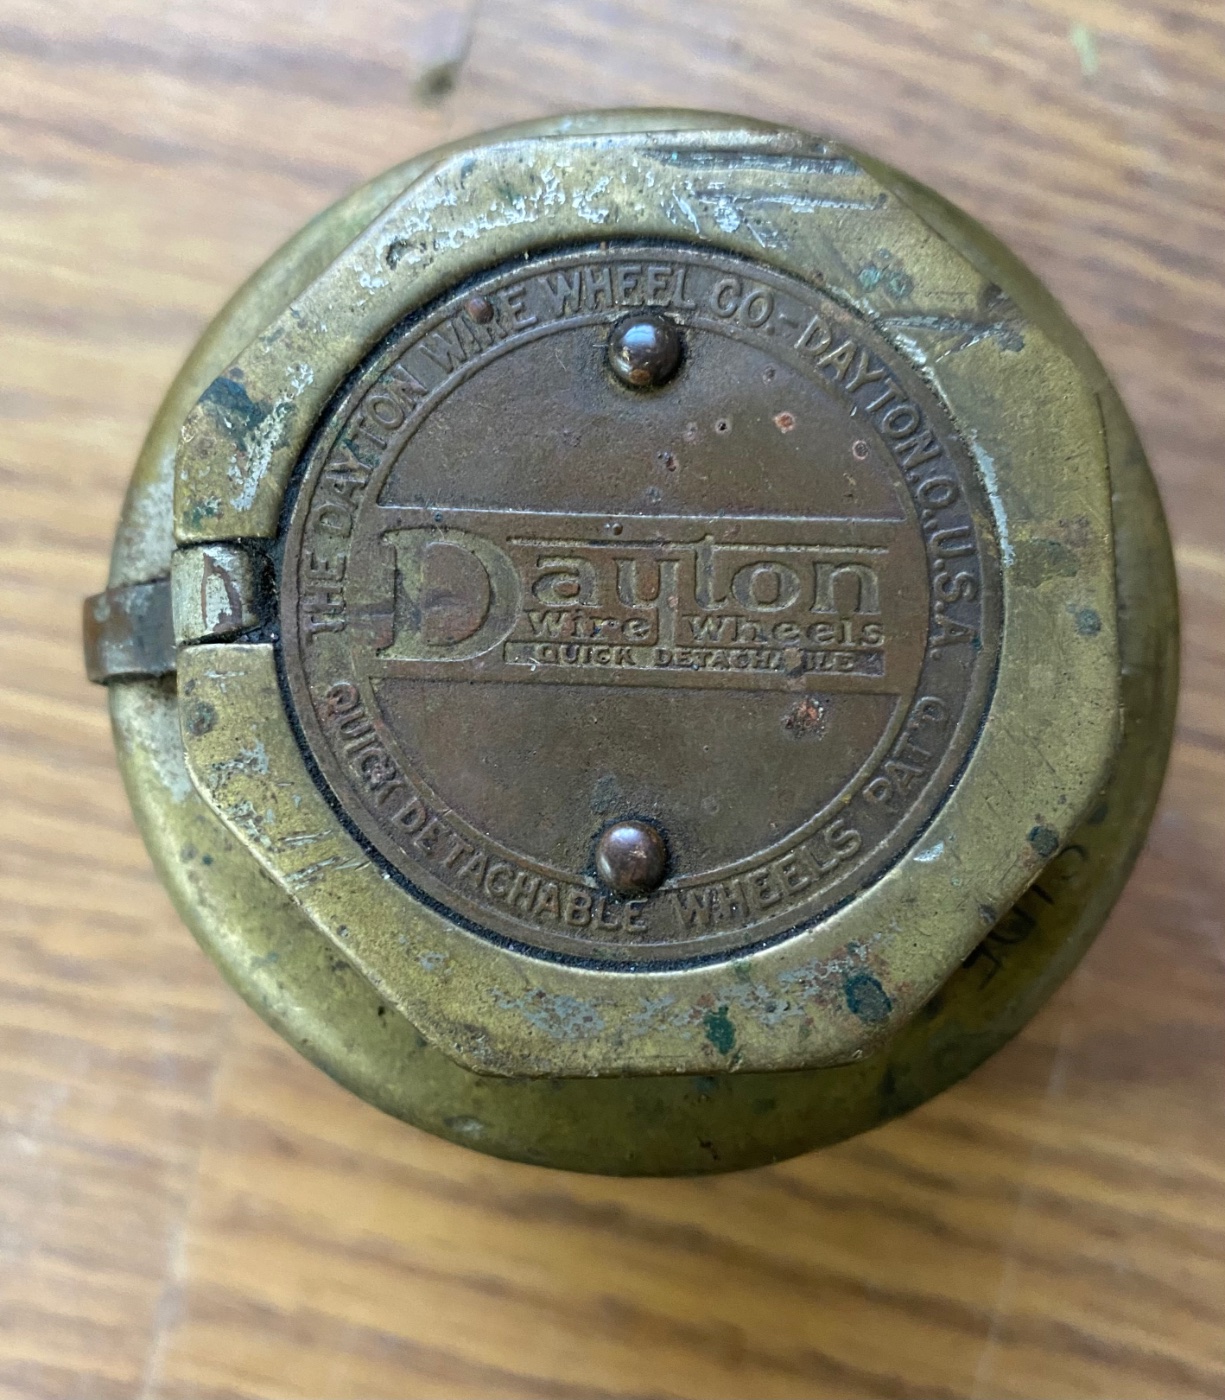 THE DAYTON WIRE WHEEL CO.-DAYTON.O.U.S.A.
Dayton
Wire Wheels
QUICK DETACHABLE
QUICK DETACHABLE WHEELS PAT'D